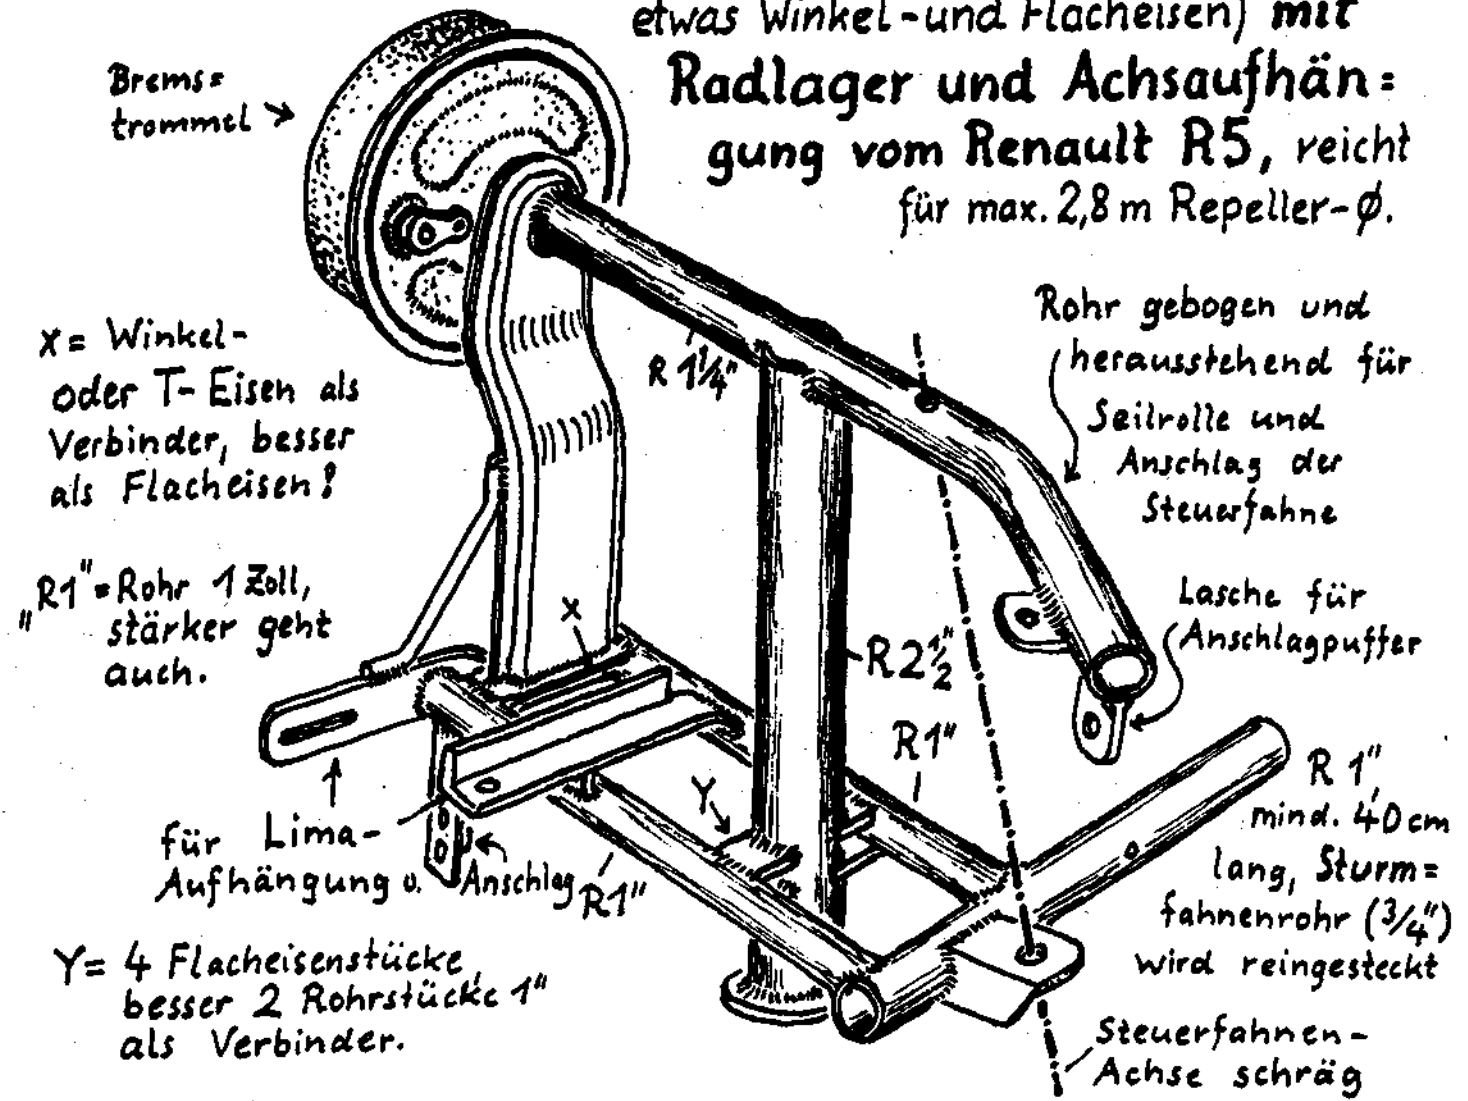 etwas Winkel-und Flacheisen) mit
Radlager und Achsaufhän=
gung vom Renault R5, reicht
für max. 2,8 m Repeller-Ø.
Brems=
trommel
Rohr gebogen und
herausstehend für
Seilrolle und
Anschlag der
Steuerfahne
R 1¼"
X = Winkel-
oder T-Eisen als
Verbinder, besser
als Flacheisen!
"R1" = Rohr 1 Zoll,
stärker geht
auch.
X
Lasche für
Anschlagpuffer
R2½"
R1"
Y
R 1",
mind. 40 cm
lang, Sturm=
fahnenrohr (¾")
wird reingesteckt
für Lima-
Aufhängung u. Anschlag
R1"
Y = 4 Flacheisenstücke,
besser 2 Rohrstücke 1"
als Verbinder.
Steuerfahnen-
Achse schräg